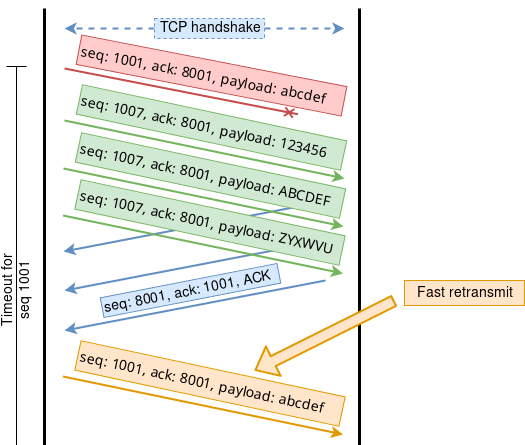 TCP handshake
seq: 1001, ack: 8001, payload: abcdef
seq: 1007, ack: 8001, payload: 123456
seq: 1007, ack: 8001, payload: ABCDEF
seq: 1007, ack: 8001, payload: ZYXWVU
Timeout for
seq 1001
seq: 8001, ack: 1001, ACK
Fast retransmit
seq: 1001, ack: 8001, payload: abcdef